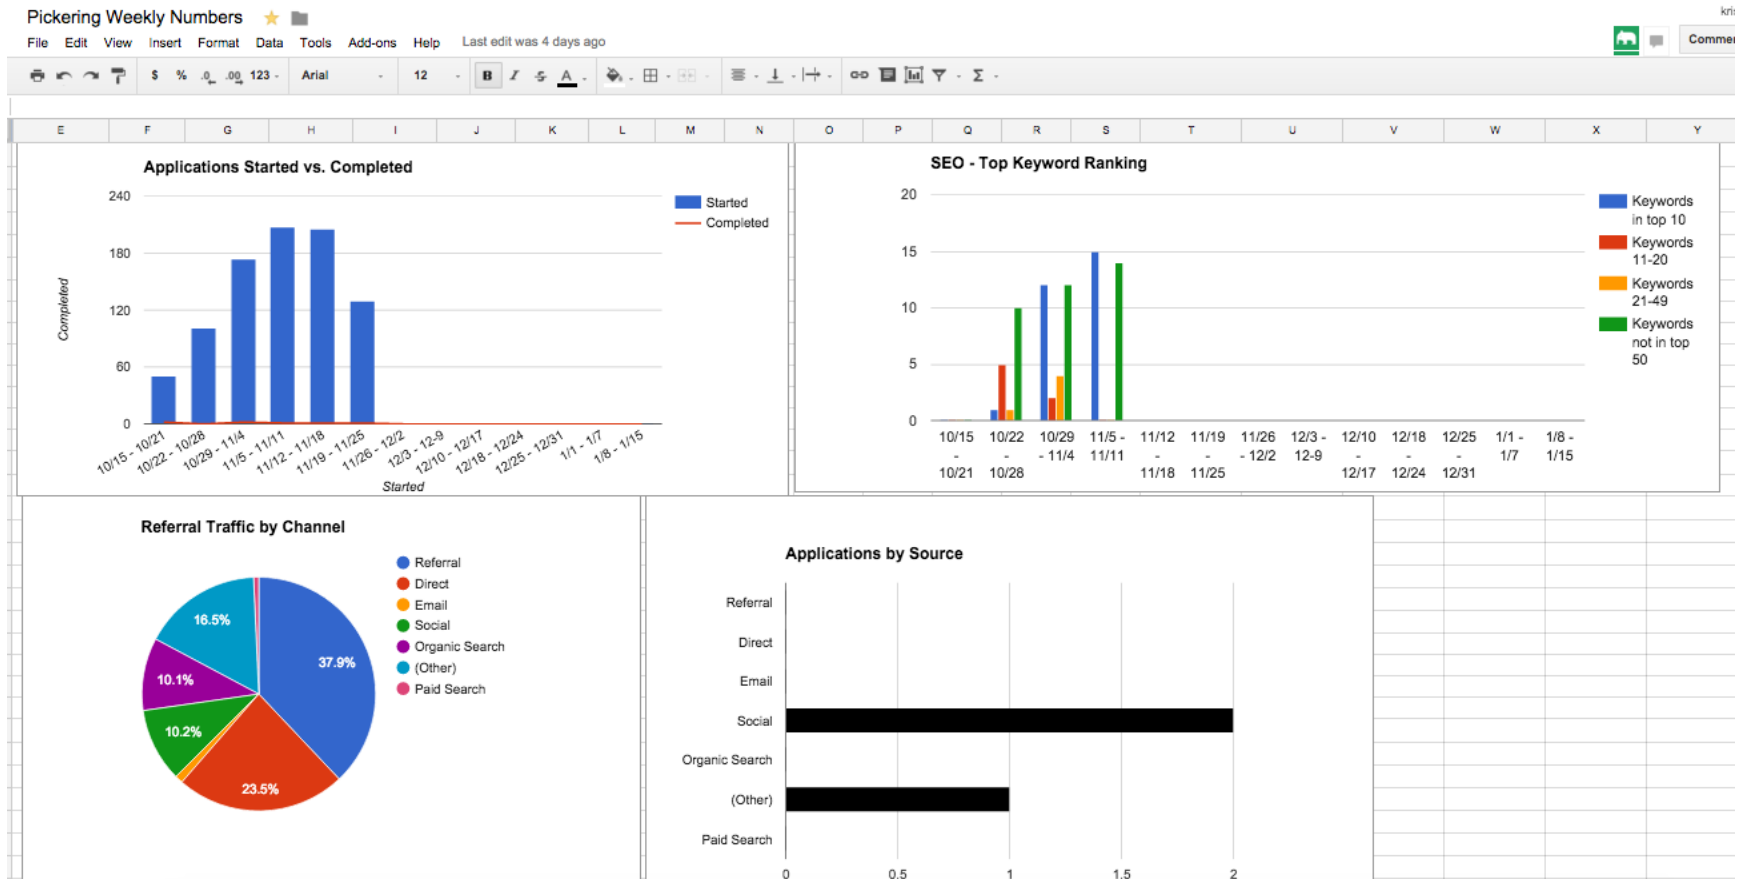 Pickering Weekly Numbers
kri
File Edit View Insert Format Data Tools Add-ons Help Last edit was 4 days ago
Comme
$ % .0 .00 123 Arial 12 B I S A Σ
E F G H I J K L M N O P Q R S T U V W X Y
Applications Started vs. Completed
240
180
120
60
0
Completed
10/15 - 10/21
10/22 - 10/28
10/29 - 11/4
11/5 - 11/11
11/12 - 11/18
11/19 - 11/25
11/26 - 12/2
12/3 - 12-9
12/10 - 12/17
12/18 - 12/24
12/25 - 12/31
1/1 - 1/7
1/8 - 1/15
Started
Started
Completed
SEO - Top Keyword Ranking
20
15
10
5
0
10/15 10/22 10/29 11/5 - 11/12 11/19 11/26 12/3 - 12/10 12/18 12/25 1/1 - 1/8 -
- - - 11/4 11/11 - - - 12/2 12-9 - - - 1/7 1/15
10/21 10/28 11/18 11/25 12/17 12/24 12/31
Keywords
in top 10
Keywords
11-20
Keywords
21-49
Keywords
not in top
50
Referral Traffic by Channel
37.9%
23.5%
10.2%
10.1%
16.5%
Referral
Direct
Email
Social
Organic Search
(Other)
Paid Search
Applications by Source
Referral
Direct
Email
Social
Organic Search
(Other)
Paid Search
0 0.5 1 1.5 2